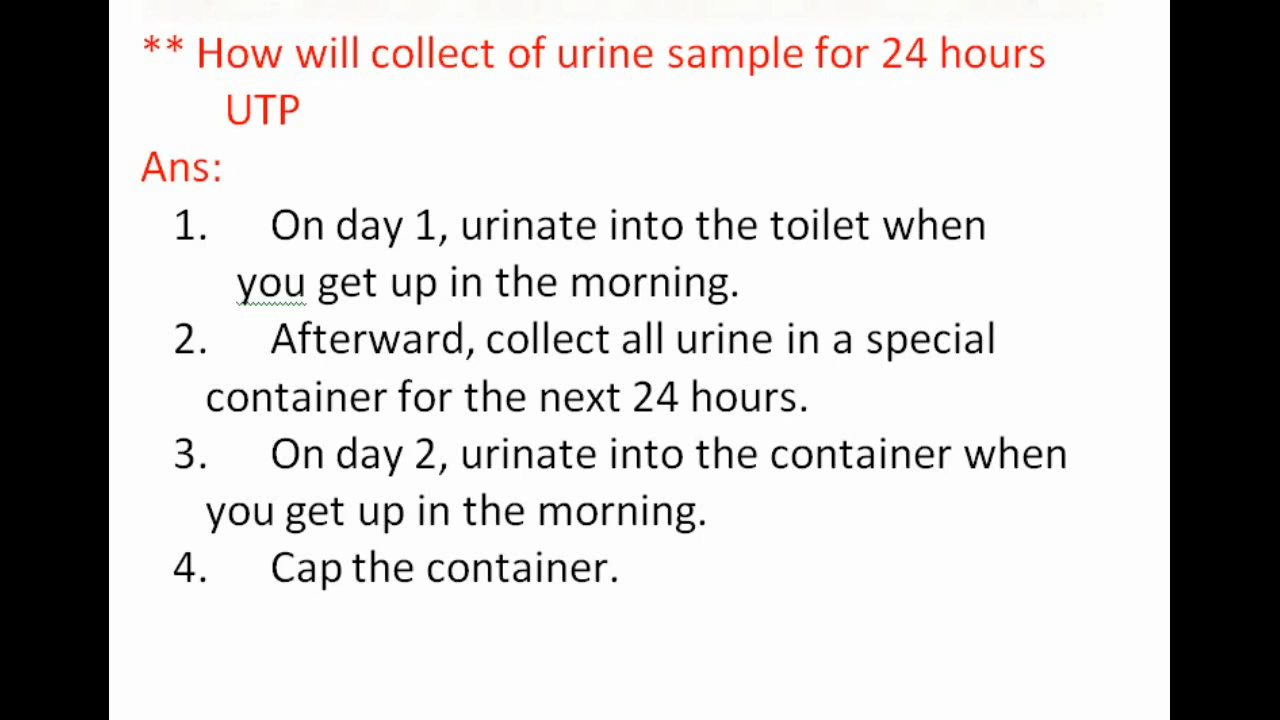 ** How will collect of urine sample for 24 hours
UTP
Ans:
1. On day 1, urinate into the toilet when
you get up in the morning.
2. Afterward, collect all urine in a special
container for the next 24 hours.
3. On day 2, urinate into the container when
you get up in the morning.
4. Cap the container.